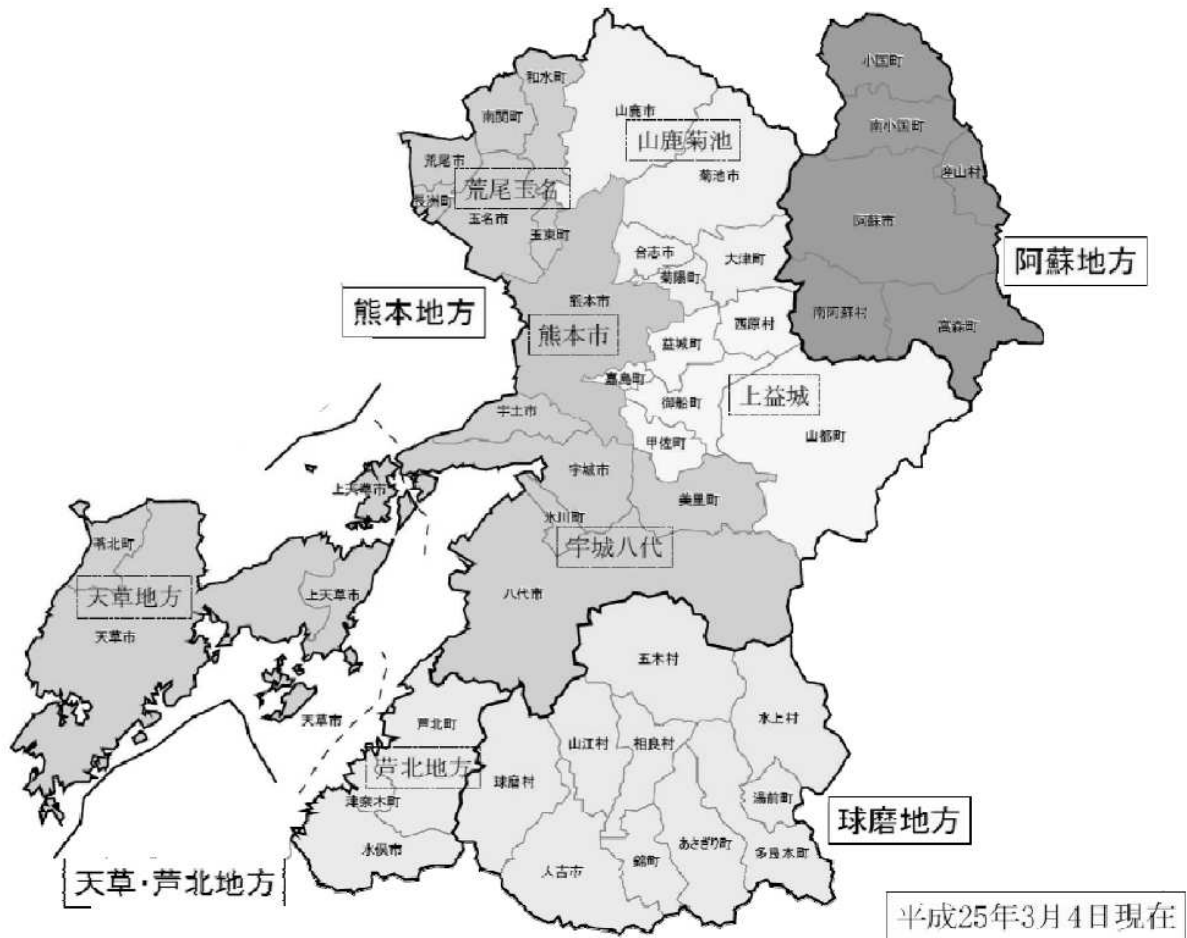 小国町
和水町
山鹿市
南関町
南小国町
山鹿菊池
荒尾市
産山村
菊池市
荒尾玉名
長洲町
玉名市
阿蘇市
玉東町
合志市
大津町
阿蘇地方
菊陽町
熊本市
熊本地方
南阿蘇村
西原村
高森町
熊本市
益城町
嘉島町
上益城
御船町
宇土市
山都町
甲佐町
宇城市
上天草市
美里町
氷川町
苓北町
宇城八代
天草地方
上天草市
八代市
天草市
五木村
天草市
芦北町
水上村
山江村
相良村
芦北地方
球磨村
津奈木町
湯前町
球磨地方
あさぎり町
水俣市
多良木町
人吉市
錦町
天草・芦北地方
平成25年3月4日現在